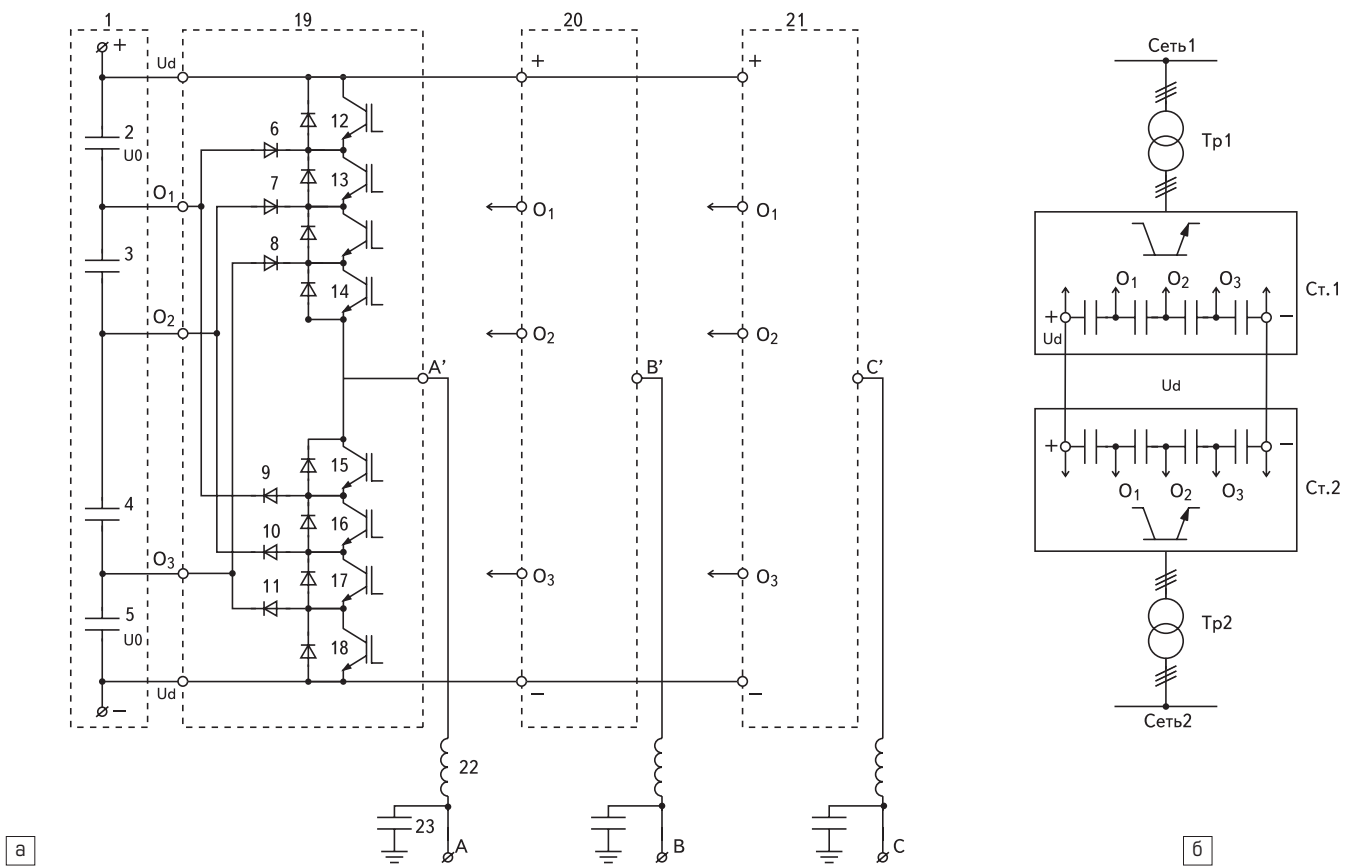 1 19 20 21
+ Ud + +
2
U0
6 12
13
7
O1 O1 O1
3
8
14
O2 O2 O2
A' B' C'
15
9
4
16
10
O3 O3 O3
11 17
5
U0
18
Ud
– – –
22
23
A B C
а
Сеть1
Тр1
O1 O2 O3
+ –
Ud
Ст.1
Ud
+ –
O1 O2 O3
Ст.2
Тр2
Сеть2
б